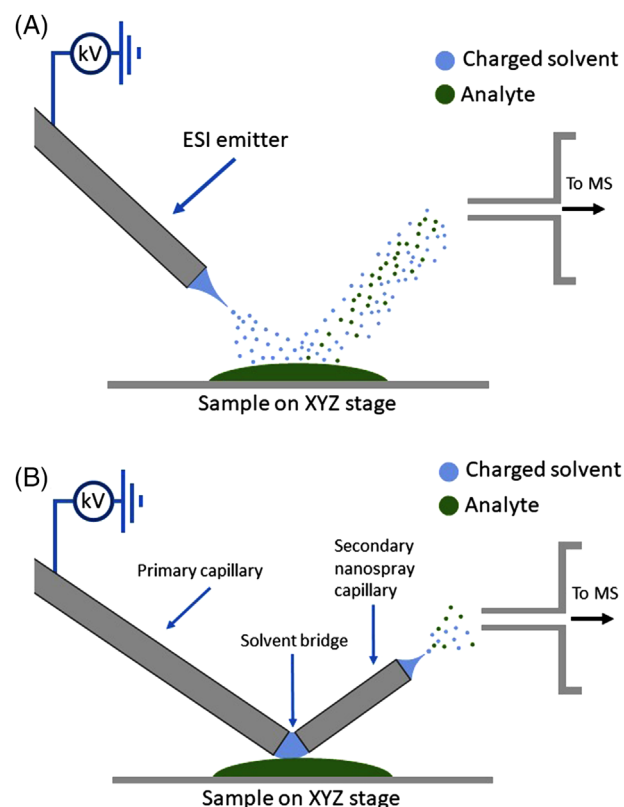 (A)
kV
Charged solvent
Analyte
ESI emitter
To MS
Sample on XYZ stage
(B)
kV
Charged solvent
Analyte
Secondary
nanospray
capillary
Primary capillary
To MS
Solvent bridge
Sample on XYZ stage